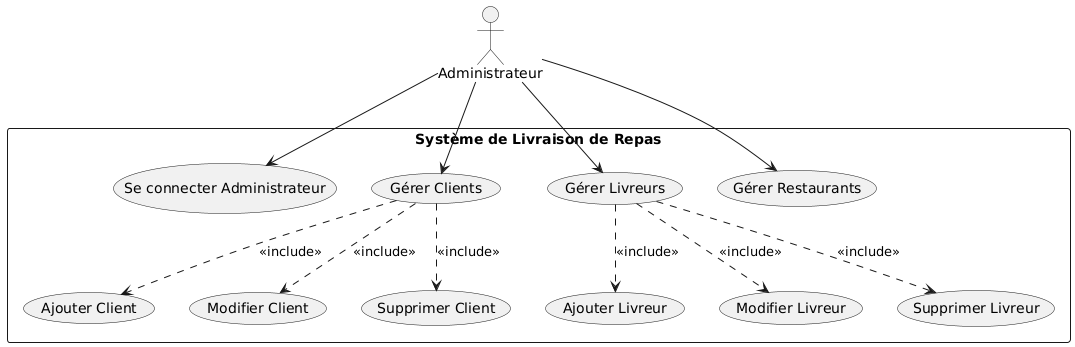 Administrateur
Système de Livraison de Repas
Se connecter Administrateur
Gérer Clients
Gérer Livreurs
Gérer Restaurants
«include»
«include»
«include»
«include»
«include»
«include»
Ajouter Client
Modifier Client
Supprimer Client
Ajouter Livreur
Modifier Livreur
Supprimer Livreur